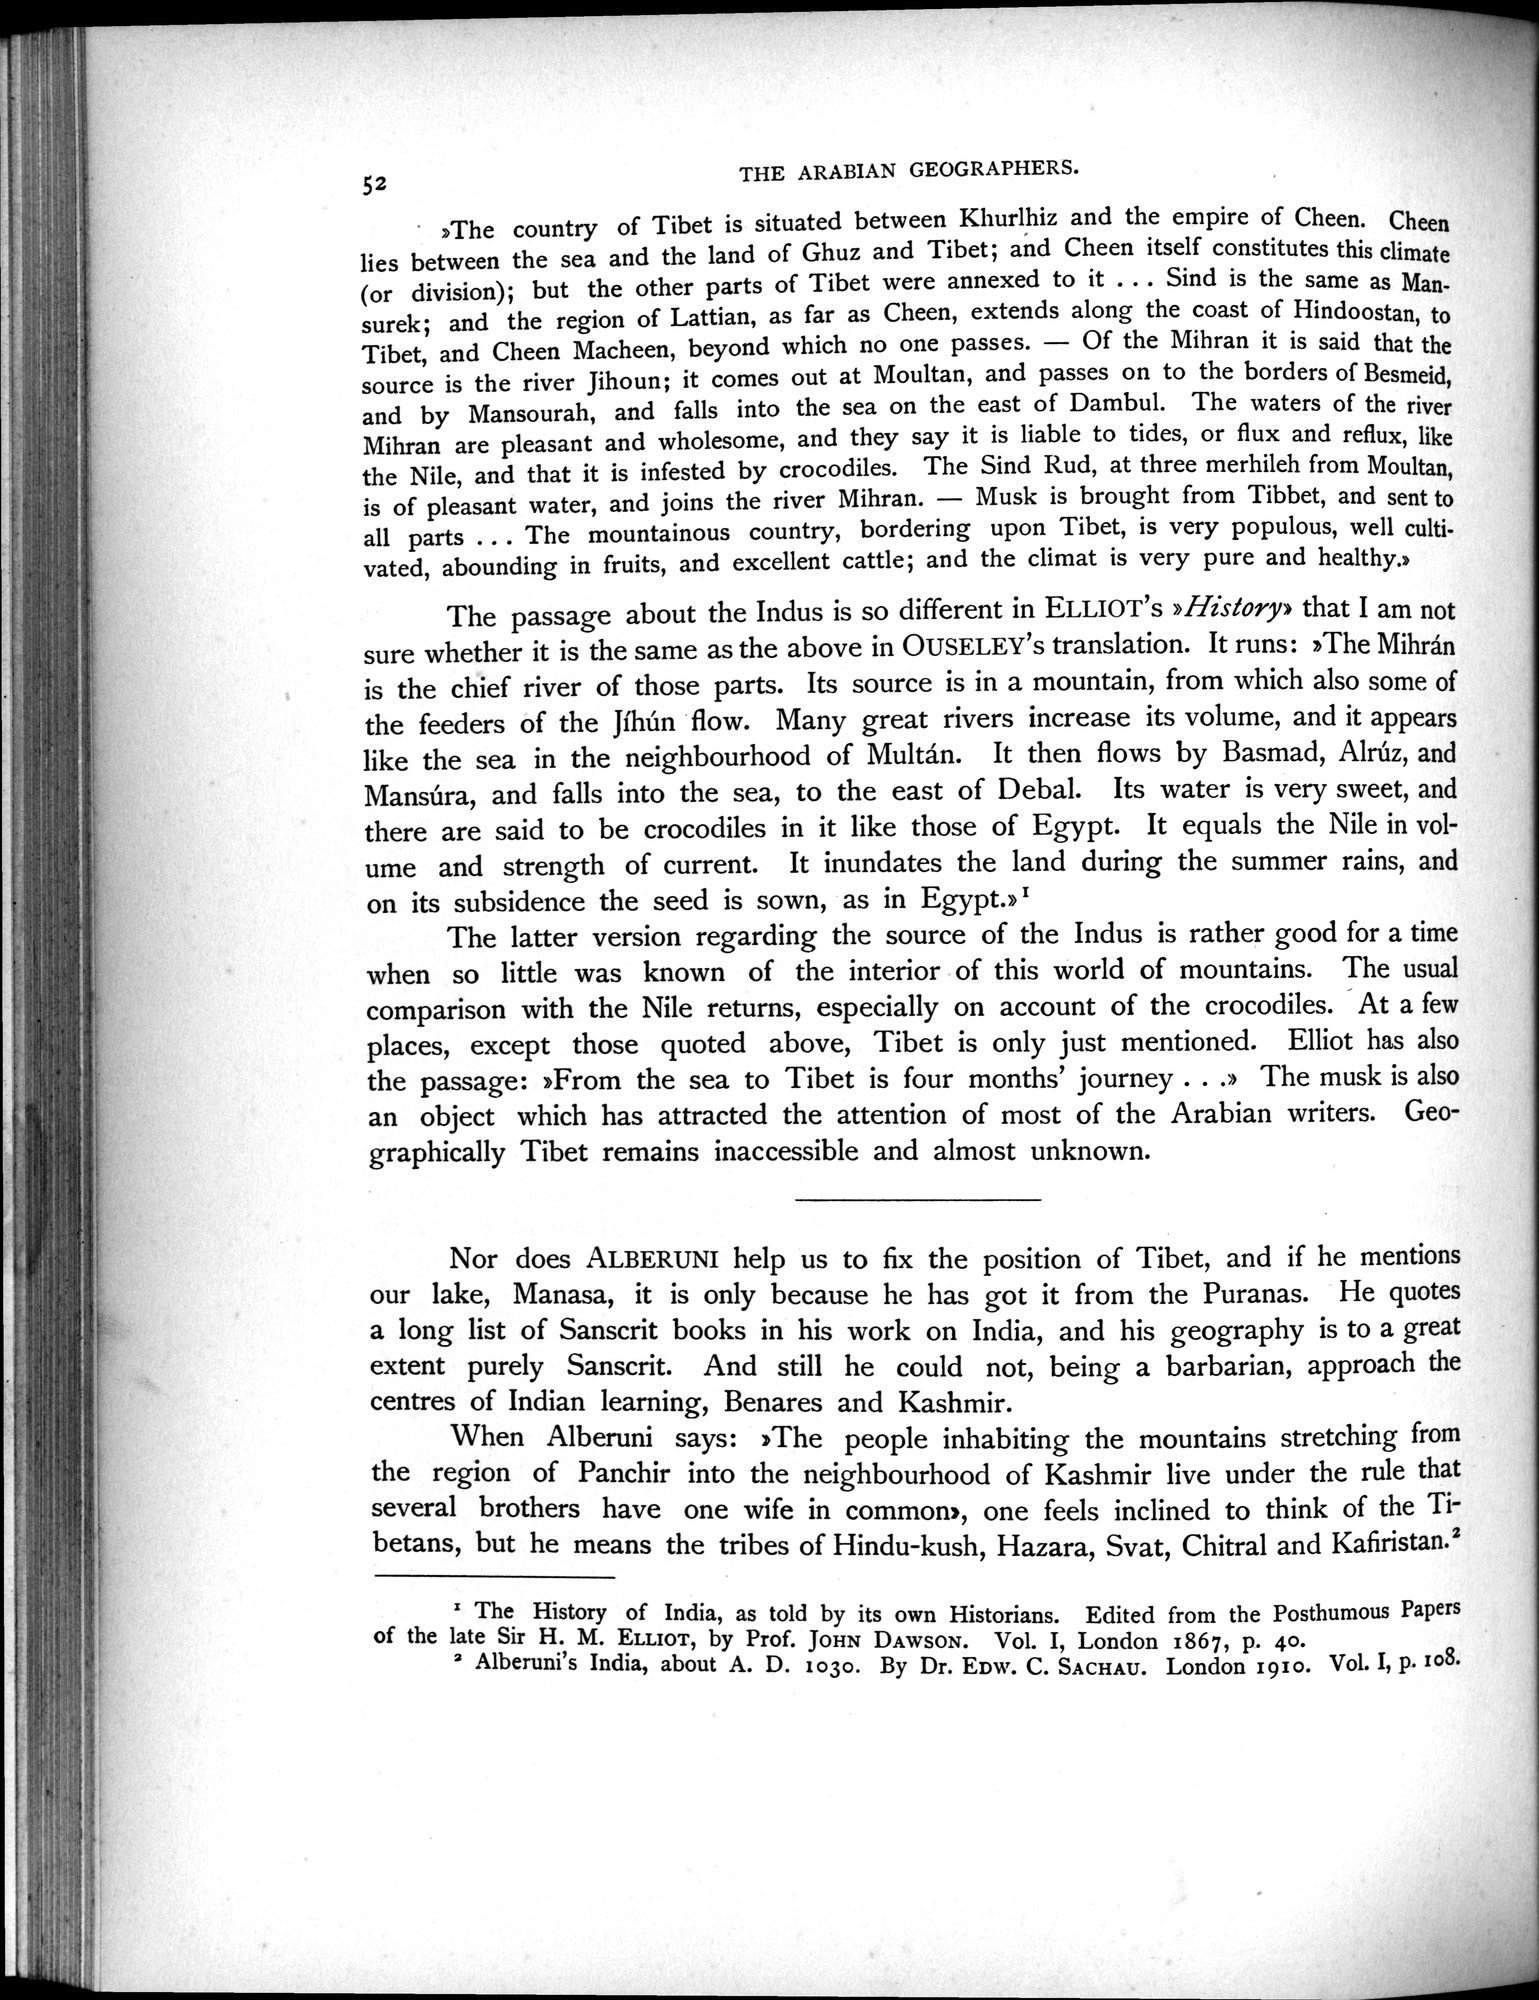 52
THE ARABIAN GEOGRAPHERS.
»The country of Tibet is situated between Khurlhiz and the empire of Cheen. Cheen
lies between the sea and the land of Ghuz and Tibet; and Cheen itself constitutes this climate
(or division); but the other parts of Tibet were annexed to it ... Sind is the same as Man-
surek; and the region of Lattian, as far as Cheen, extends along the coast of Hindoostan, to
Tibet, and Cheen Macheen, beyond which no one passes. — Of the Mihran it is said that the
source is the river Jihoun; it comes out at Moultan, and passes on to the borders of Besmeid,
and by Mansourah, and falls into the sea on the east of Dambul. The waters of the river
Mihran are pleasant and wholesome, and they say it is liable to tides, or flux and reflux, like
the Nile, and that it is infested by crocodiles. The Sind Rud, at three merhileh from Moultan,
is of pleasant water, and joins the river Mihran. — Musk is brought from Tibbet, and sent to
all parts ... The mountainous country, bordering upon Tibet, is very populous, well culti-
vated, abounding in fruits, and excellent cattle; and the climat is very pure and healthy.»
The passage about the Indus is so different in ELLIOT's »History» that I am not
sure whether it is the same as the above in OUSELEY's translation. It runs: »The Mihrán
is the chief river of those parts. Its source is in a mountain, from which also some of
the feeders of the Jíhún flow. Many great rivers increase its volume, and it appears
like the sea in the neighbourhood of Multán. It then flows by Basmad, Alrúz, and
Mansúra, and falls into the sea, to the east of Debal. Its water is very sweet, and
there are said to be crocodiles in it like those of Egypt. It equals the Nile in vol-
ume and strength of current. It inundates the land during the summer rains, and
on its subsidence the seed is sown, as in Egypt.»¹
The latter version regarding the source of the Indus is rather good for a time
when so little was known of the interior of this world of mountains. The usual
comparison with the Nile returns, especially on account of the crocodiles. At a few
places, except those quoted above, Tibet is only just mentioned. Elliot has also
the passage: »From the sea to Tibet is four months' journey . . .» The musk is also
an object which has attracted the attention of most of the Arabian writers. Geo-
graphically Tibet remains inaccessible and almost unknown.
Nor does ALBERUNI help us to fix the position of Tibet, and if he mentions
our lake, Manasa, it is only because he has got it from the Puranas. He quotes
a long list of Sanscrit books in his work on India, and his geography is to a great
extent purely Sanscrit. And still he could not, being a barbarian, approach the
centres of Indian learning, Benares and Kashmir.
When Alberuni says: »The people inhabiting the mountains stretching from
the region of Panchir into the neighbourhood of Kashmir live under the rule that
several brothers have one wife in common», one feels inclined to think of the Ti-
betans, but he means the tribes of Hindu-kush, Hazara, Svat, Chitral and Kafiristan.²
¹ The History of India, as told by its own Historians. Edited from the Posthumous Papers
of the late Sir H. M. ELLIOT, by Prof. JOHN DAWSON. Vol. I, London 1867, p. 40.
² Alberuni's India, about A. D. 1030. By Dr. EDW. C. SACHAU. London 1910. Vol. I, p. 108.